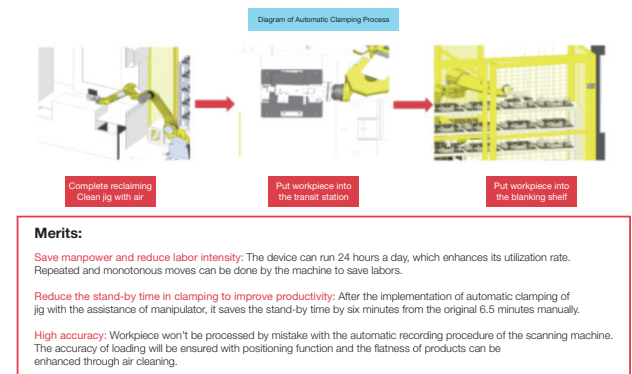 Diagram of Automatic Clamping Process
Complete reclaiming
Clean jig with air
Put workpiece into
the transit station
Put workpiece into
the blanking shelf
Merits:
Save manpower and reduce labor intensity: The device can run 24 hours a day, which enhances its utilization rate.
Repeated and monotonous moves can be done by the machine to save labors.
Reduce the stand-by time in clamping to improve productivity: After the implementation of automatic clamping of
jig with the assistance of manipulator, it saves the stand-by time by six minutes from the original 6.5 minutes manually.
High accuracy: Workpiece won't be processed by mistake with the automatic recording procedure of the scanning machine.
The accuracy of loading will be ensured with positioning function and the flatness of products can be
enhanced through air cleaning.